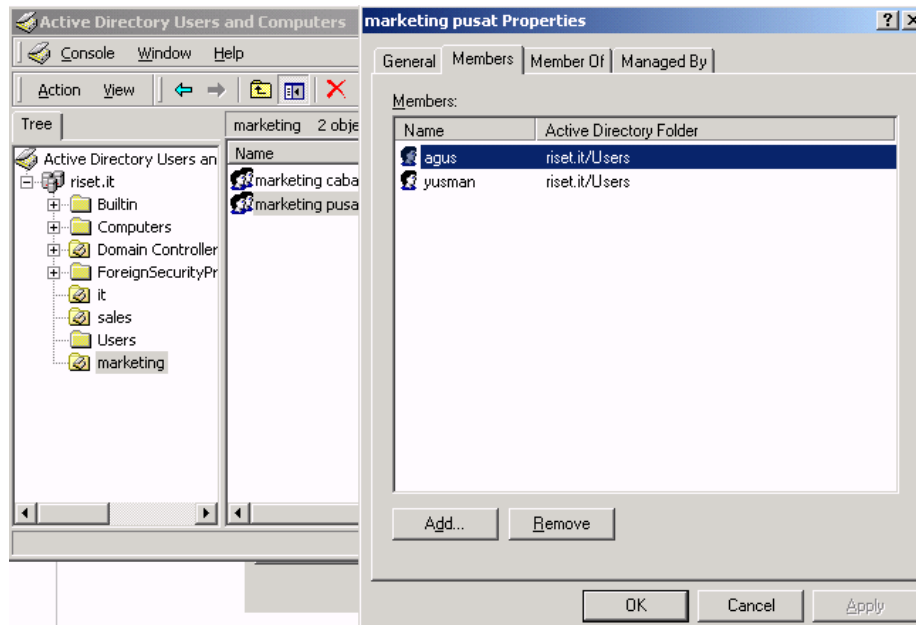 Active Directory Users and Computers
Console Window Help
Action View
Tree
marketing 2 obje
Active Directory Users an
riset.it
Builtin
Computers
Domain Controller
ForeignSecurityPr
it
sales
Users
marketing
Name
marketing caba
marketing pusa
marketing pusat Properties
General Members Member Of Managed By
Members:
Name Active Directory Folder
agus riset.it/Users
yusman riset.it/Users
Add... Remove
OK Cancel Apply